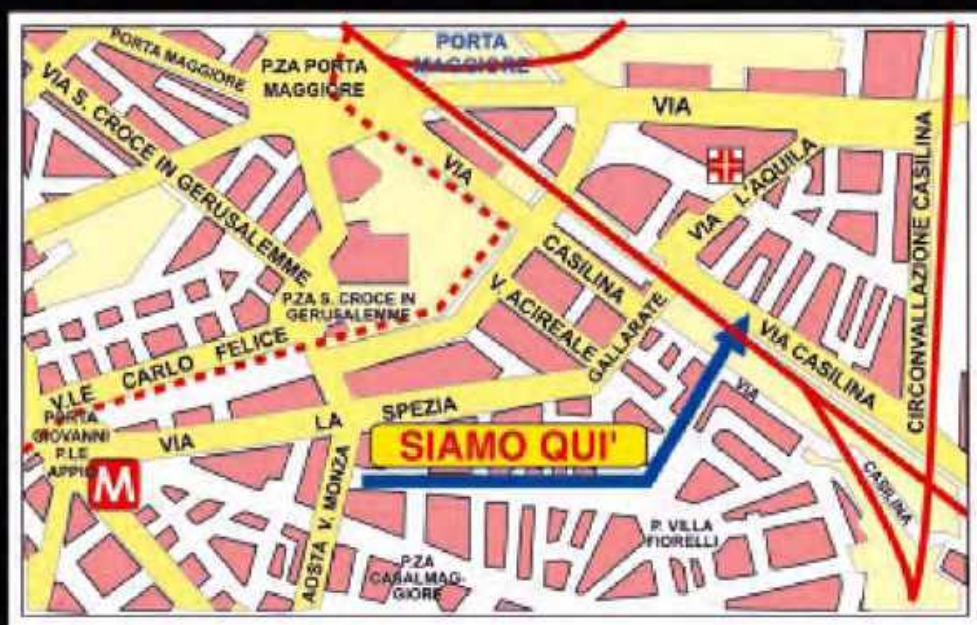 PORTA MAGGIORE
P.ZA PORTA
MAGGIORE
PORTA
MAGGIORE
VIA
VIA S. CROCE IN GERUSALEMME
VIA
VIA L'AQUILA
CIRCONVALLAZIONE CASILINA
CASILINA
V. ACIREALE
GALLARATE
P.ZA S. CROCE IN
GERUSALENME
V.LE CARLO FELICE
VIA CASILINA
VIA
CASILINA
PORTA
GIOVANNI
P.LE
APPIO
VIA LA SPEZIA
SIAMO QUI'
M
AOSTA V. MONZA
P. VILLA
FIORELLI
P.ZA
CASALMAG-
GIORE